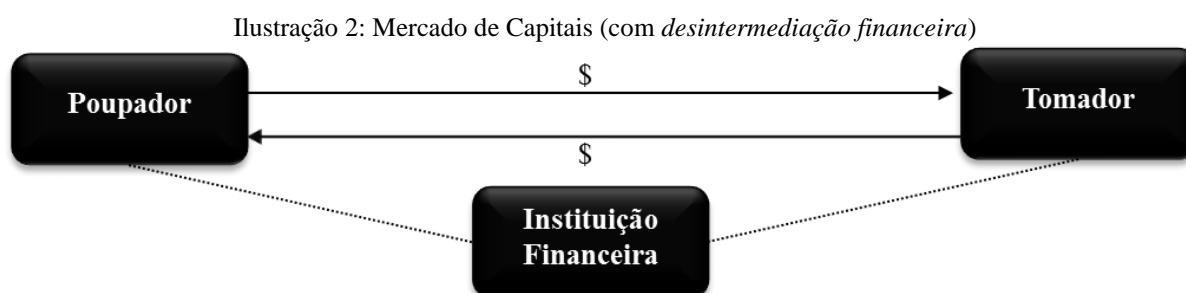 Ilustração 2: Mercado de Capitais (com desintermediação financeira)
$
Poupador
Tomador
$
Instituição
Financeira